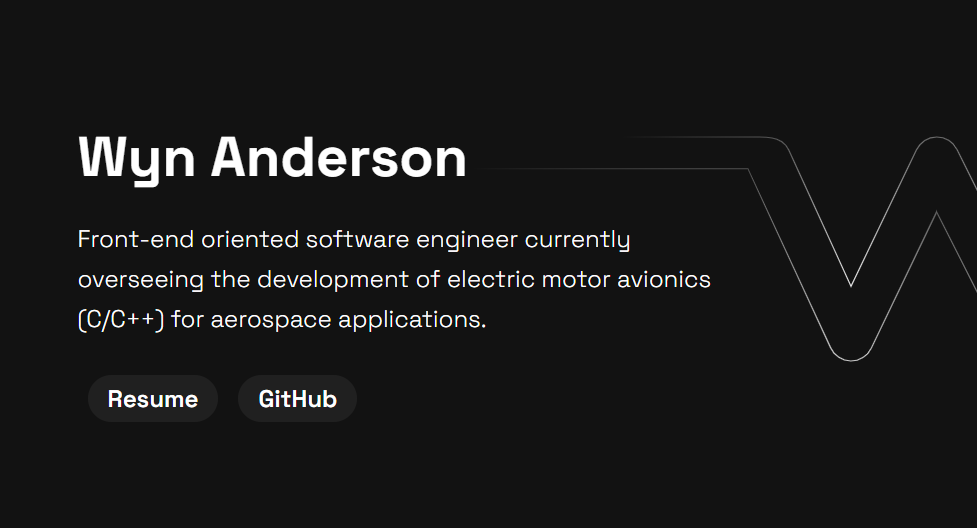 Wyn Anderson
Front-end oriented software engineer currently
overseeing the development of electric motor avionics
(C/C++) for aerospace applications.
Resume
GitHub